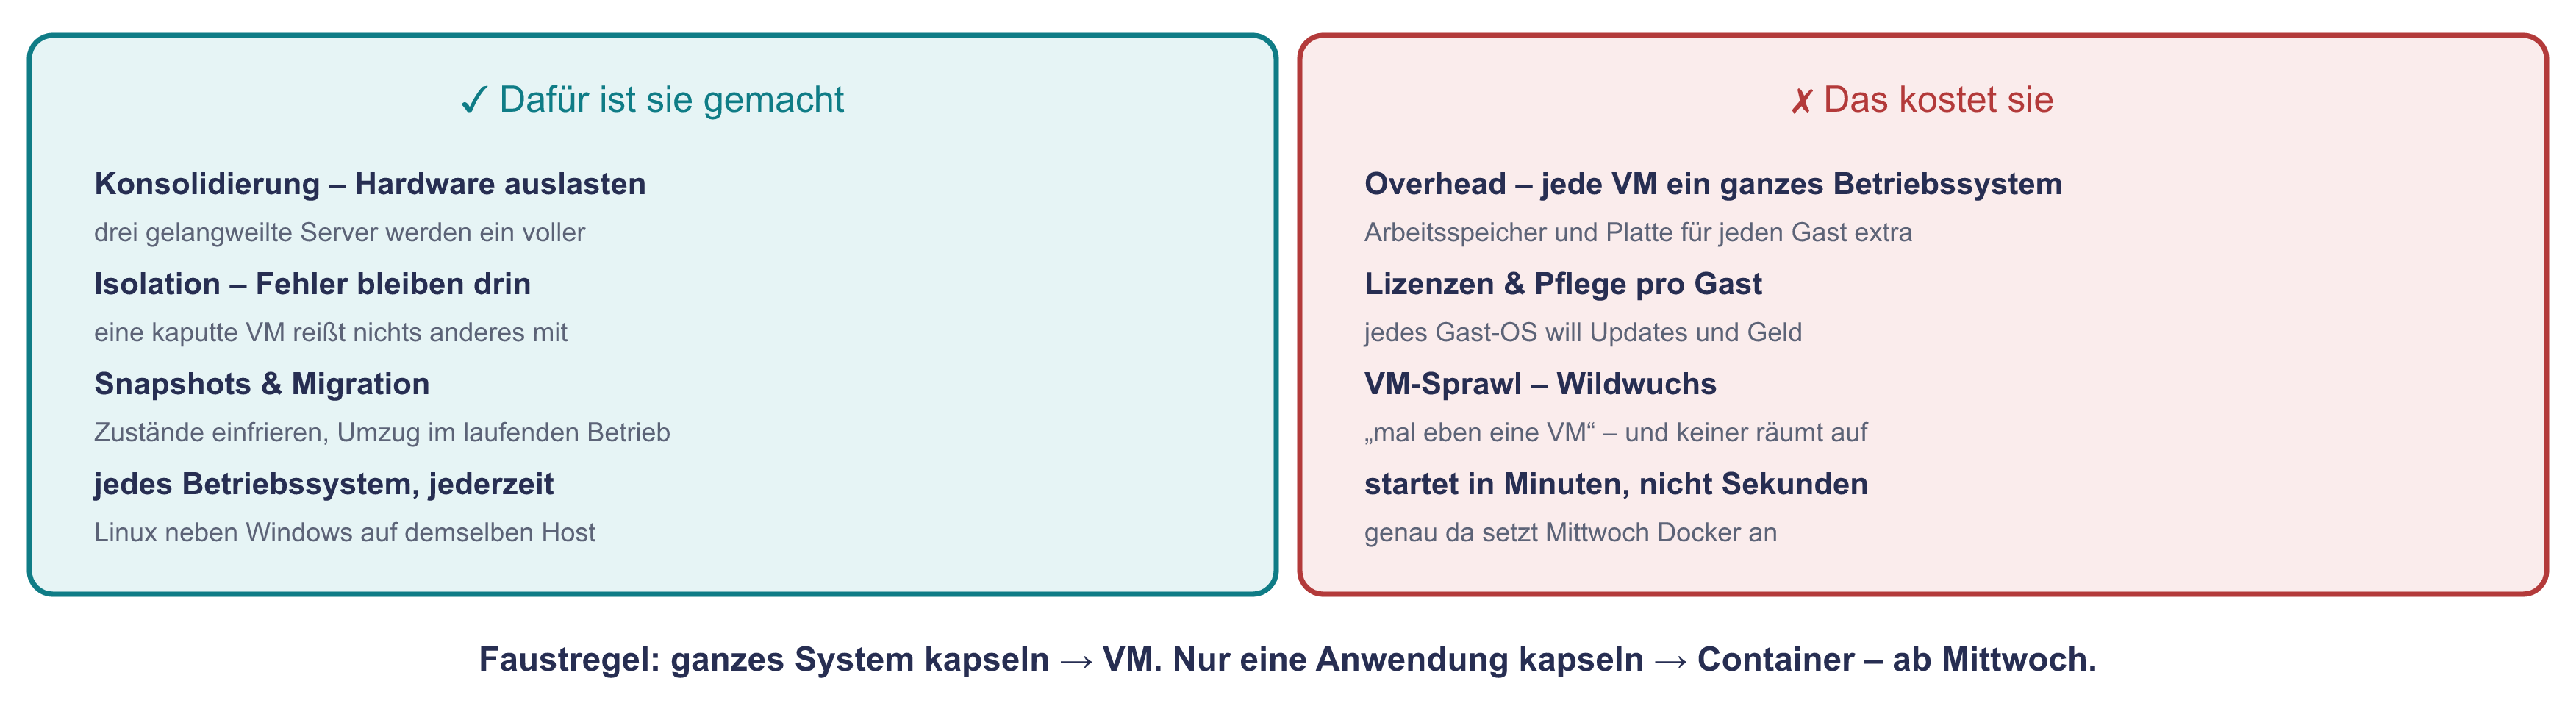 ✓ Dafür ist sie gemacht
Konsolidierung – Hardware auslasten
drei gelangweilte Server werden ein voller
Isolation – Fehler bleiben drin
eine kaputte VM reißt nichts anderes mit
Snapshots & Migration
Zustände einfrieren, Umzug im laufenden Betrieb
jedes Betriebssystem, jederzeit
Linux neben Windows auf demselben Host
✗ Das kostet sie
Overhead – jede VM ein ganzes Betriebssystem
Arbeitsspeicher und Platte für jeden Gast extra
Lizenzen & Pflege pro Gast
jedes Gast-OS will Updates und Geld
VM-Sprawl – Wildwuchs
„mal eben eine VM“ – und keiner räumt auf
startet in Minuten, nicht Sekunden
genau da setzt Mittwoch Docker an
Faustregel: ganzes System kapseln → VM. Nur eine Anwendung kapseln → Container – ab Mittwoch.